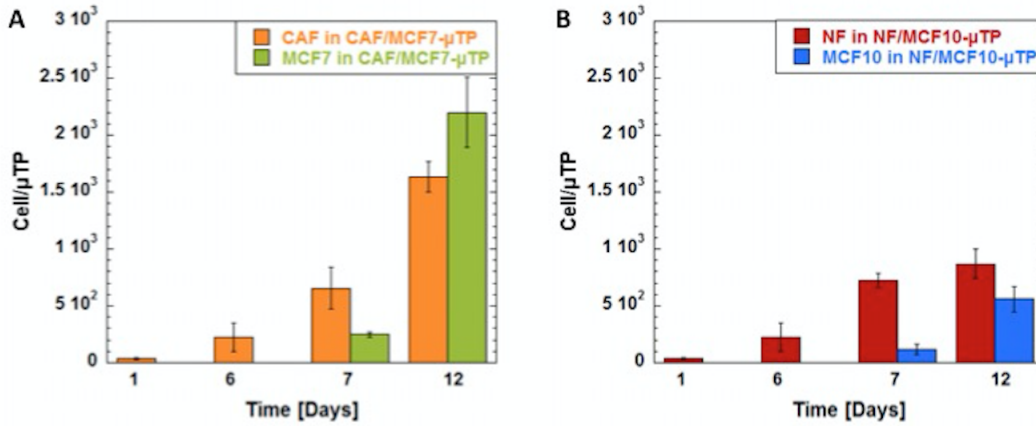 A
3 10³
2.5 10³
2 10³
1.5 10³
1 10³
5 10²
0
Cell/µTP
CAF in CAF/MCF7-µTP
MCF7 in CAF/MCF7-µTP
1 6 7 12
Time [Days]
B
3 10³
2.5 10³
2 10³
1.5 10³
1 10³
5 10²
0
Cell/µTP
NF in NF/MCF10-µTP
MCF10 in NF/MCF10-µTP
1 6 7 12
Time [Days]